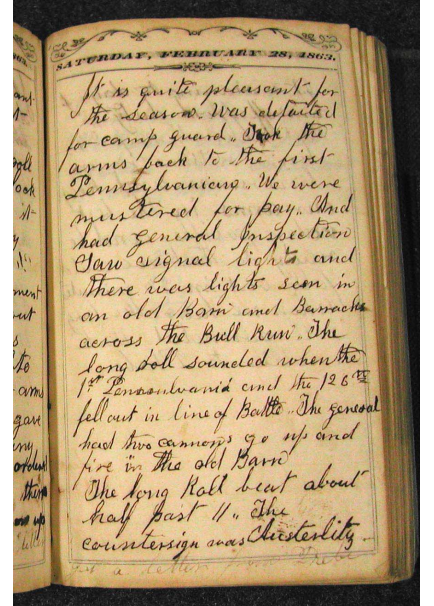 SATURDAY, FEBRUARY 28, 1863.
It is quite pleasant for
the season. Was detailed
for camp guard.. Took the
arms back to the first
Pennsylvanians.. We were
mustered for pay.. And
had general inspection
Saw signal lights and
there was lights seen in
an old Barn and Barracks
across the Bull Run.. The
long roll sounded when the
1st Pennsulvania and the 126th
fell out in line of Battle.. The general
had two cannons go up and
fire in the old Barn
The long Roll beat about
half past 11.. The
countersign was Austerlity.
a letter from